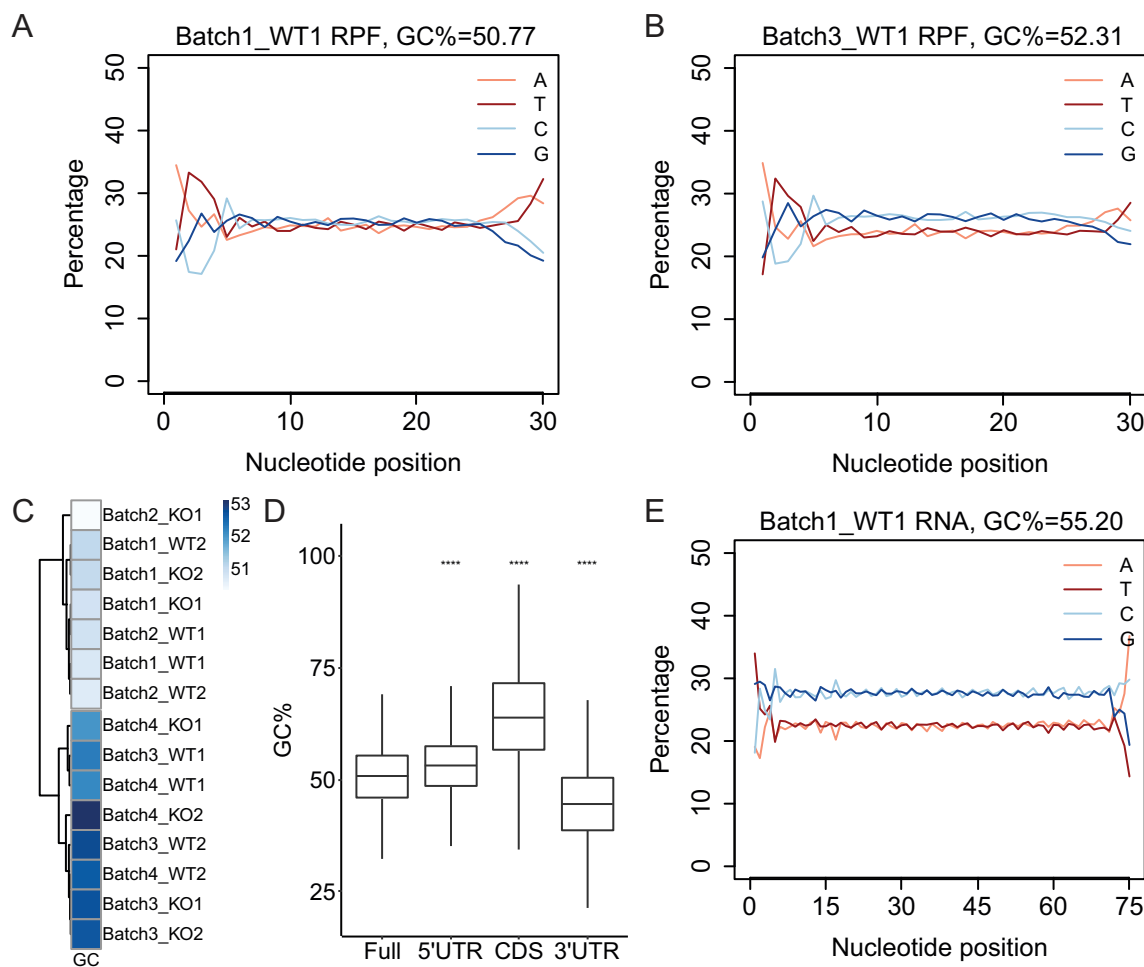 A
Batch1_WT1 RPF, GC%=50.77
50
40
30
20
10
0
Percentage
A
T
C
G
0
10
20
30
Nucleotide position
B
Batch3_WT1 RPF, GC%=52.31
50
40
30
20
10
0
Percentage
A
T
C
G
0
10
20
30
Nucleotide position
C
Batch2_KO1
Batch1_WT2
Batch1_KO2
Batch1_KO1
Batch2_WT1
Batch1_WT1
Batch2_WT2
Batch4_KO1
Batch3_WT1
Batch4_WT1
Batch4_KO2
Batch3_WT2
Batch4_WT2
Batch3_KO1
Batch3_KO2
GC
53
52
51
D
100
75
50
25
GC%
****
****
****
Full
5'UTR
CDS
3'UTR
E
Batch1_WT1 RNA, GC%=55.20
50
40
30
20
10
0
Percentage
A
T
C
G
0
15
30
45
60
75
Nucleotide position